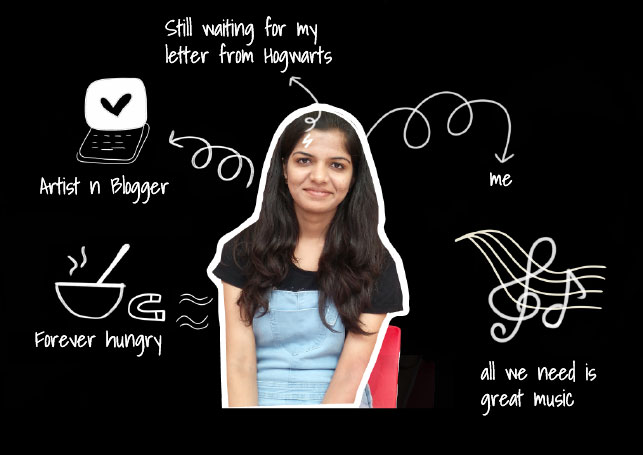 Still waiting for my
letter from Hogwarts
Artist n Blogger
me
Forever hungry
all we need is
great music